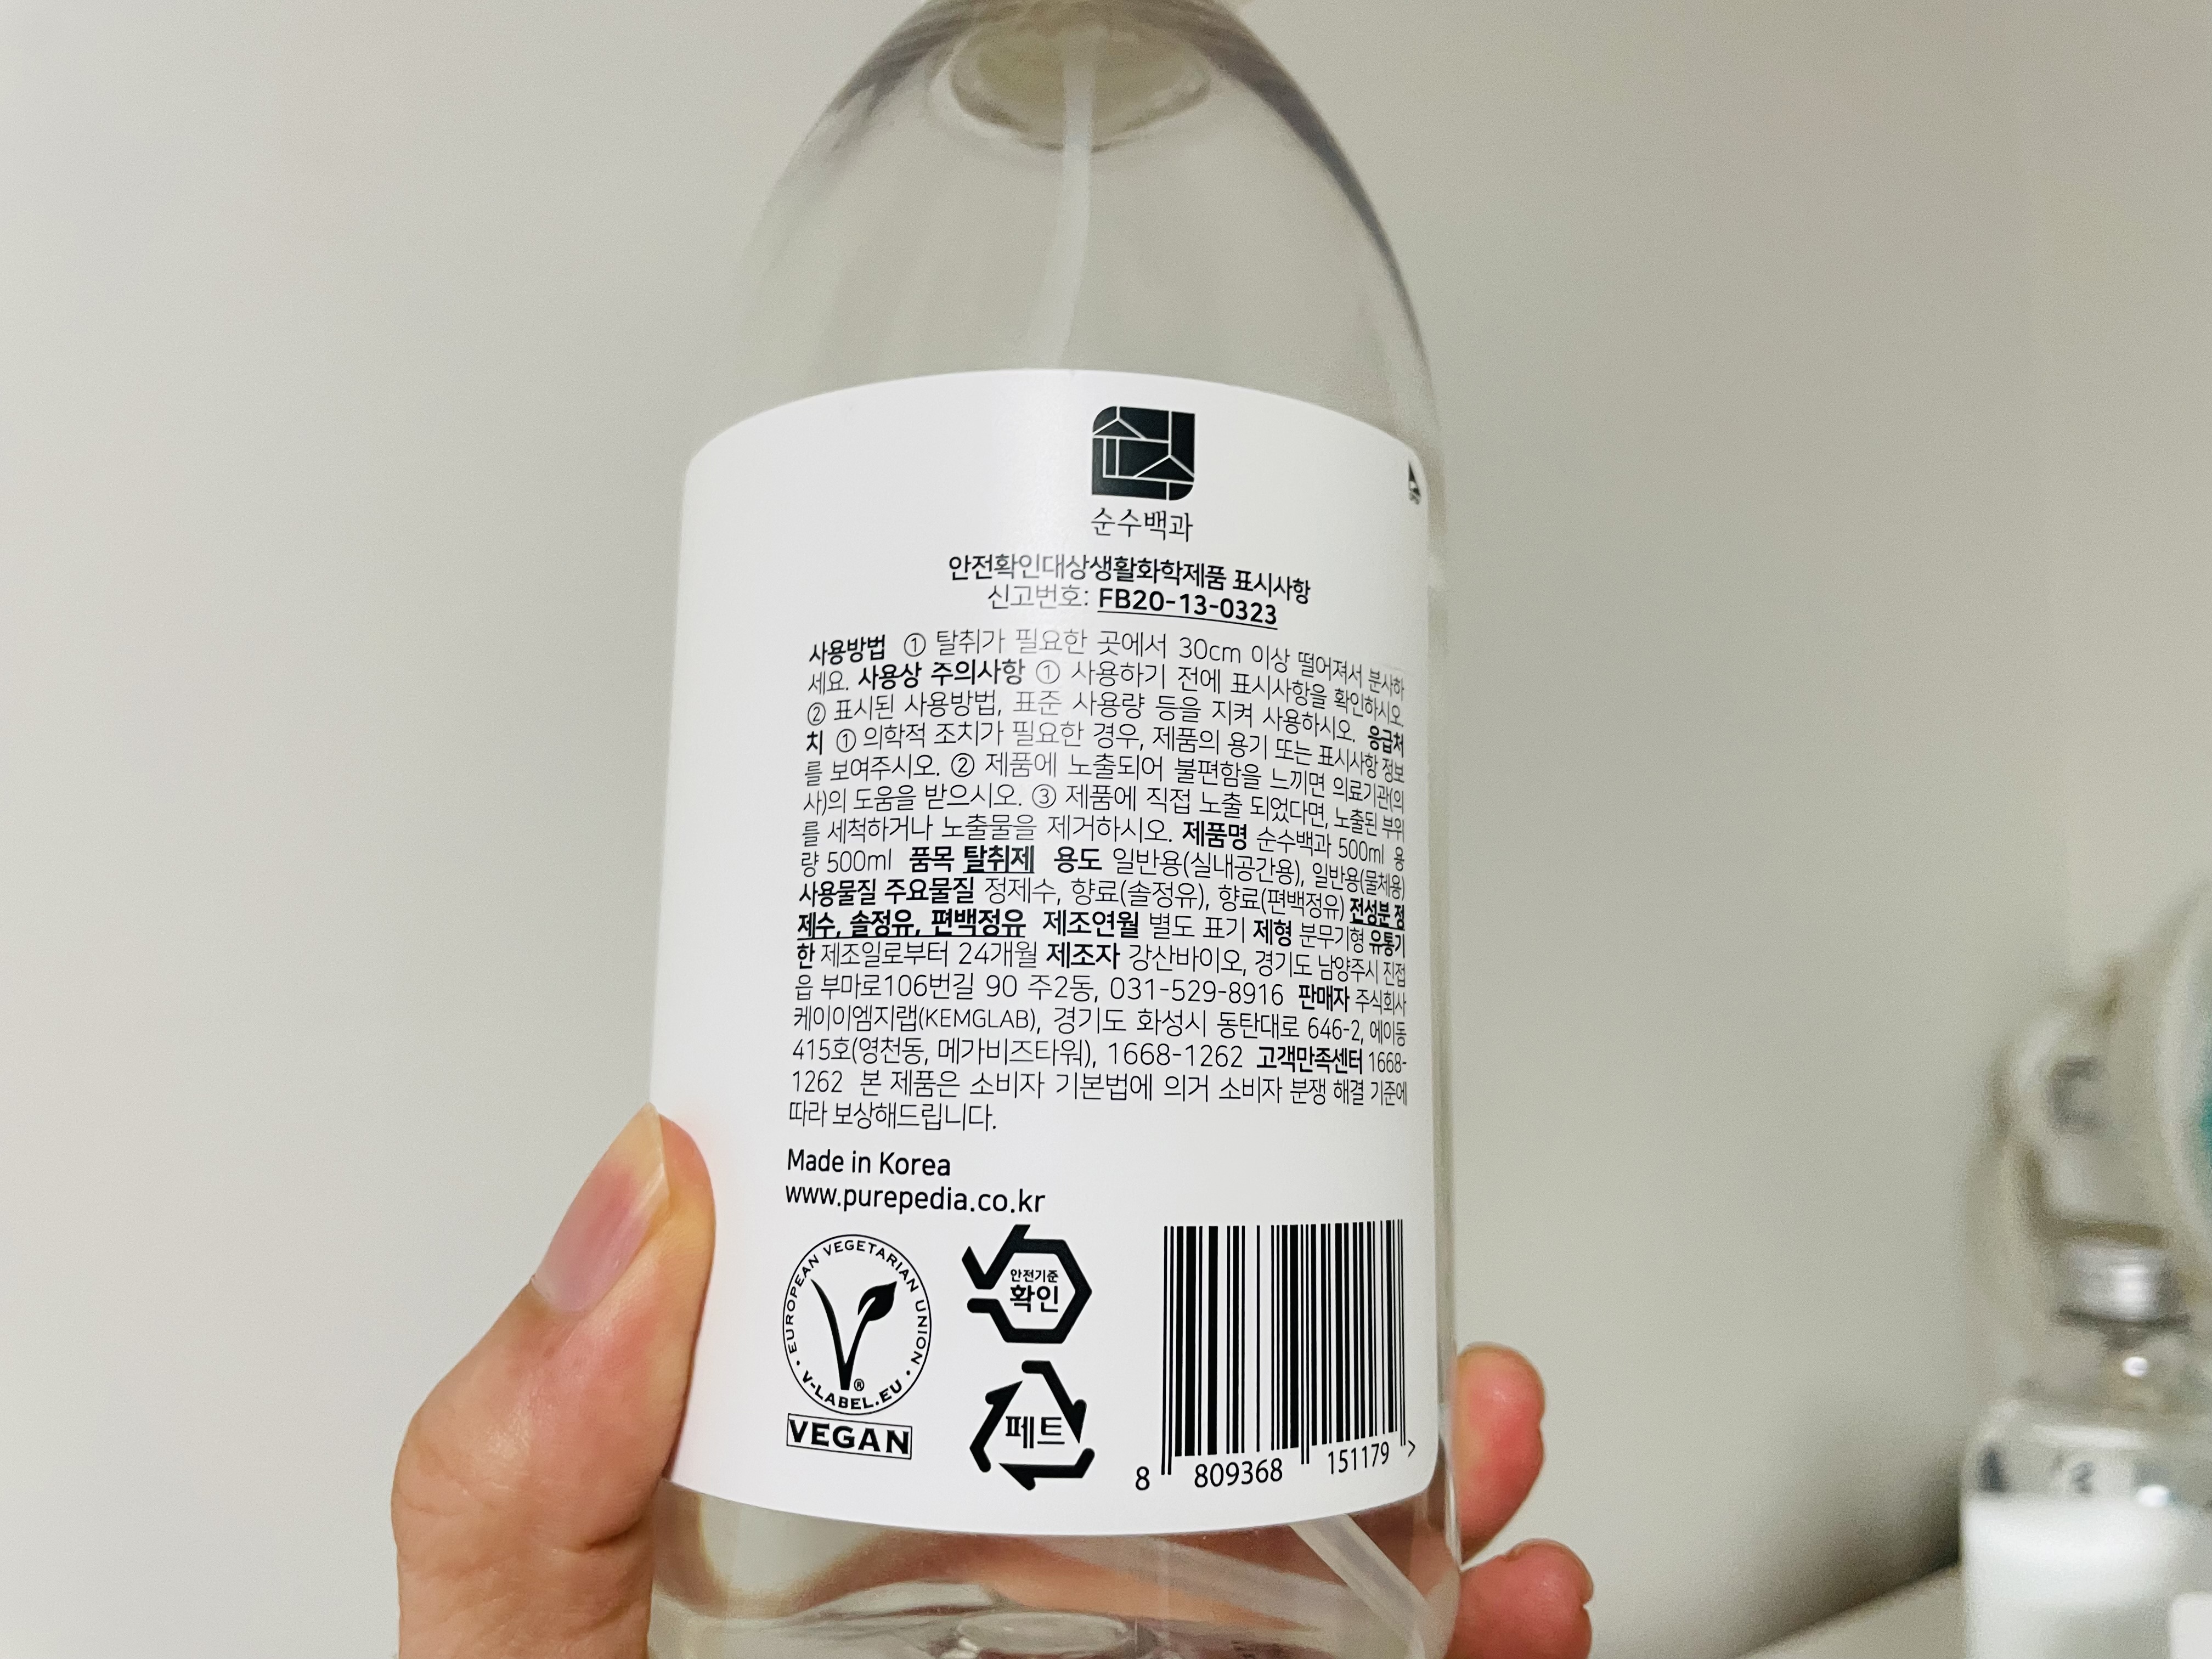 순수백과
안전확인대상생활화학제품 표시사항
신고번호: FB20-13-0323
사용방법 ① 탈취가 필요한 곳에서 30cm 이상 떨어져서 분사하
세요. 사용상 주의사항 ① 사용하기 전에 표시사항을 확인하시오.
② 표시된 사용방법, 표준 사용량 등을 지켜 사용하시오. 응급처
치 ① 의학적 조치가 필요한 경우, 제품의 용기 또는 표시사항 정보
를 보여주시오. ② 제품에 노출되어 불편함을 느끼면 의료기관(의
사)의 도움을 받으시오. ③ 제품에 직접 노출 되었다면, 노출된 부위
를 세척하거나 노출물을 제거하시오. 제품명 순수백과 500ml 용
량 500ml 품목 탈취제 용도 일반용(실내공간용), 일반용(물체용)
사용물질 주요물질 정제수, 향료(솔정유), 향료(편백정유) 전성분 정
제수, 솔정유, 편백정유 제조연월 별도 표기 제형 분무기형 유통기
한 제조일로부터 24개월 제조자 강산바이오, 경기도 남양주시 진접
읍 부마로106번길 90 주2동, 031-529-8916 판매자 주식회사
케이이엠지랩(KEMGLAB), 경기도 화성시 동탄대로 646-2, 에이동
415호(영천동, 메가비즈타워), 1668-1262 고객만족센터 1668-
1262 본 제품은 소비자 기본법에 의거 소비자 분쟁 해결 기준에
따라 보상해드립니다.
Made in Korea
www.purepedia.co.kr
EUROPEAN VEGETARIAN UNION
V-LABEL.EU
®
VEGAN
안전기준
확인
페트
8 809368 151179 >